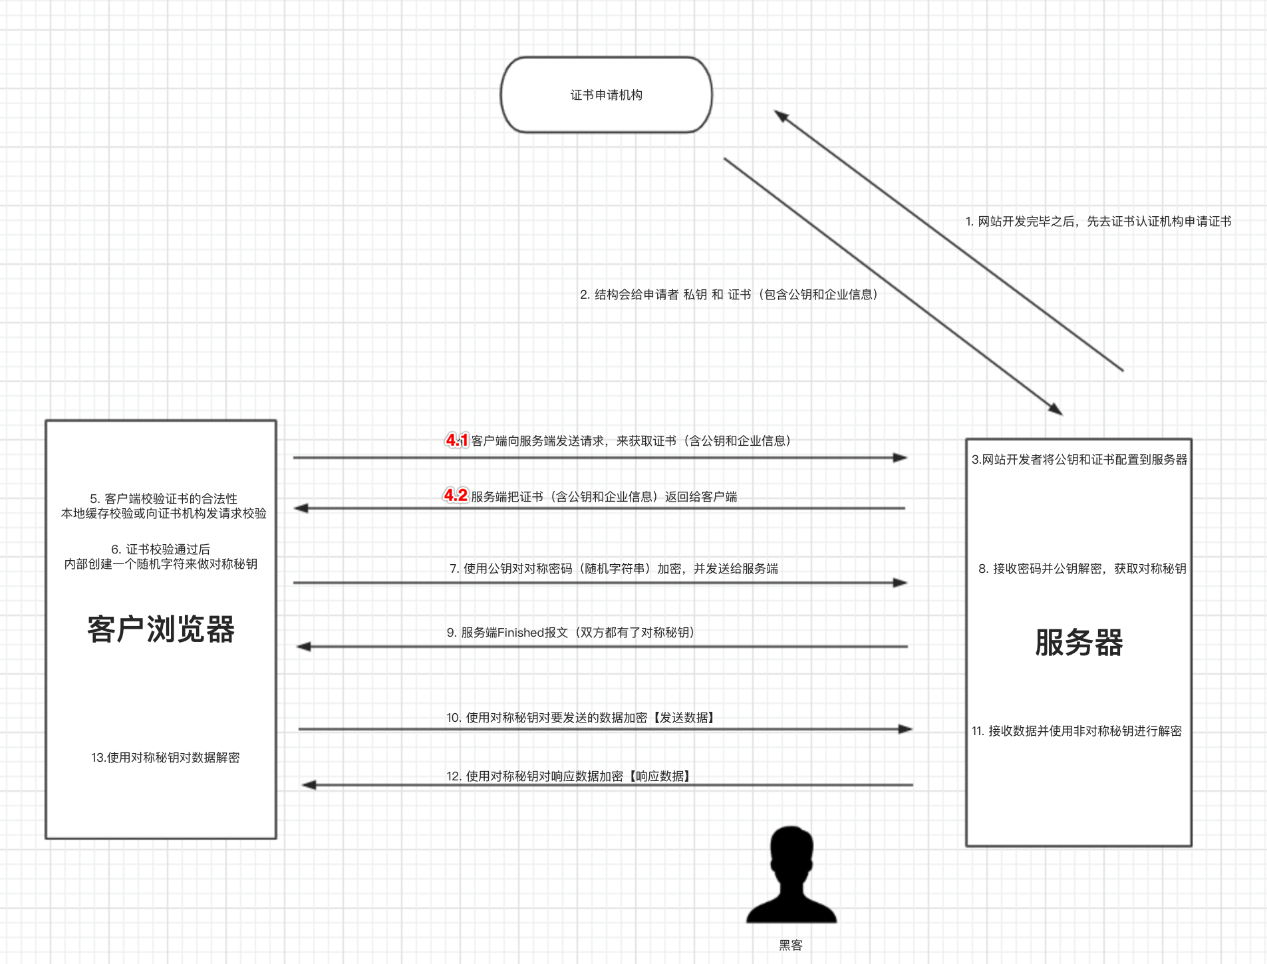 证书申请机构
1. 网站开发完毕之后，先去证书认证机构申请证书
2. 结构会给申请者 私钥 和 证书（包含公钥和企业信息）
3.网站开发者将公钥和证书配置到服务器
4.1 客户端向服务端发送请求，来获取证书（含公钥和企业信息）
4.2 服务端把证书（含公钥和企业信息）返回给客户端
5. 客户端校验证书的合法性
本地缓存校验或向证书机构发请求校验
6. 证书校验通过后
内部创建一个随机字符来做对称秘钥
7. 使用公钥对对称密码（随机字符串）加密，并发送给服务端
8. 接收密码并公钥解密，获取对称秘钥
客户浏览器
9. 服务端Finished报文（双方都有了对称秘钥）
服务器
10. 使用对称秘钥对要发送的数据加密【发送数据】
11. 接收数据并使用非对称秘钥进行解密
12. 使用对称秘钥对响应数据加密【响应数据】
13.使用对称秘钥对数据解密
黑客